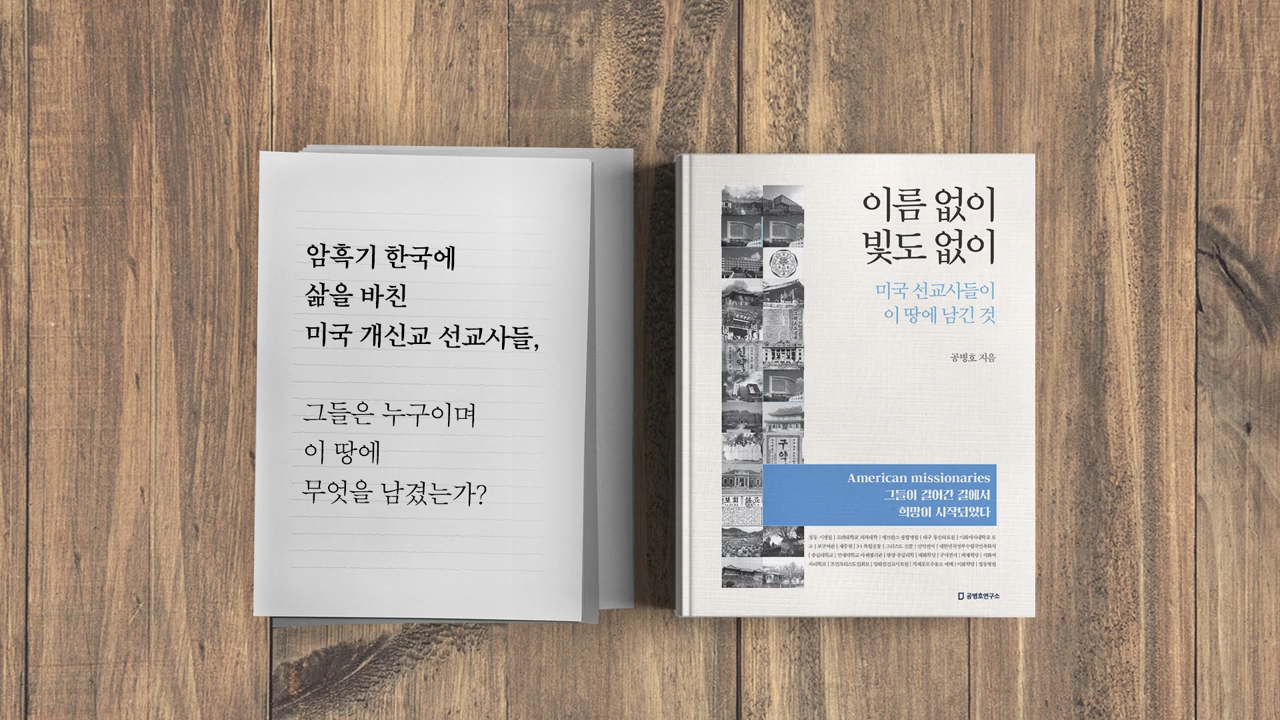 암흑기 한국에
삶을 바친
미국 개신교 선교사들,
그들은 누구이며
이 땅에
무엇을 남겼는가?
이름 없이
빛도 없이
미국 선교사들이
이 땅에 남긴 것
공병호 지음
신약
구약
American missionaries
그들이 걸어간 길에서
희망이 시작되었다
공병호연구소